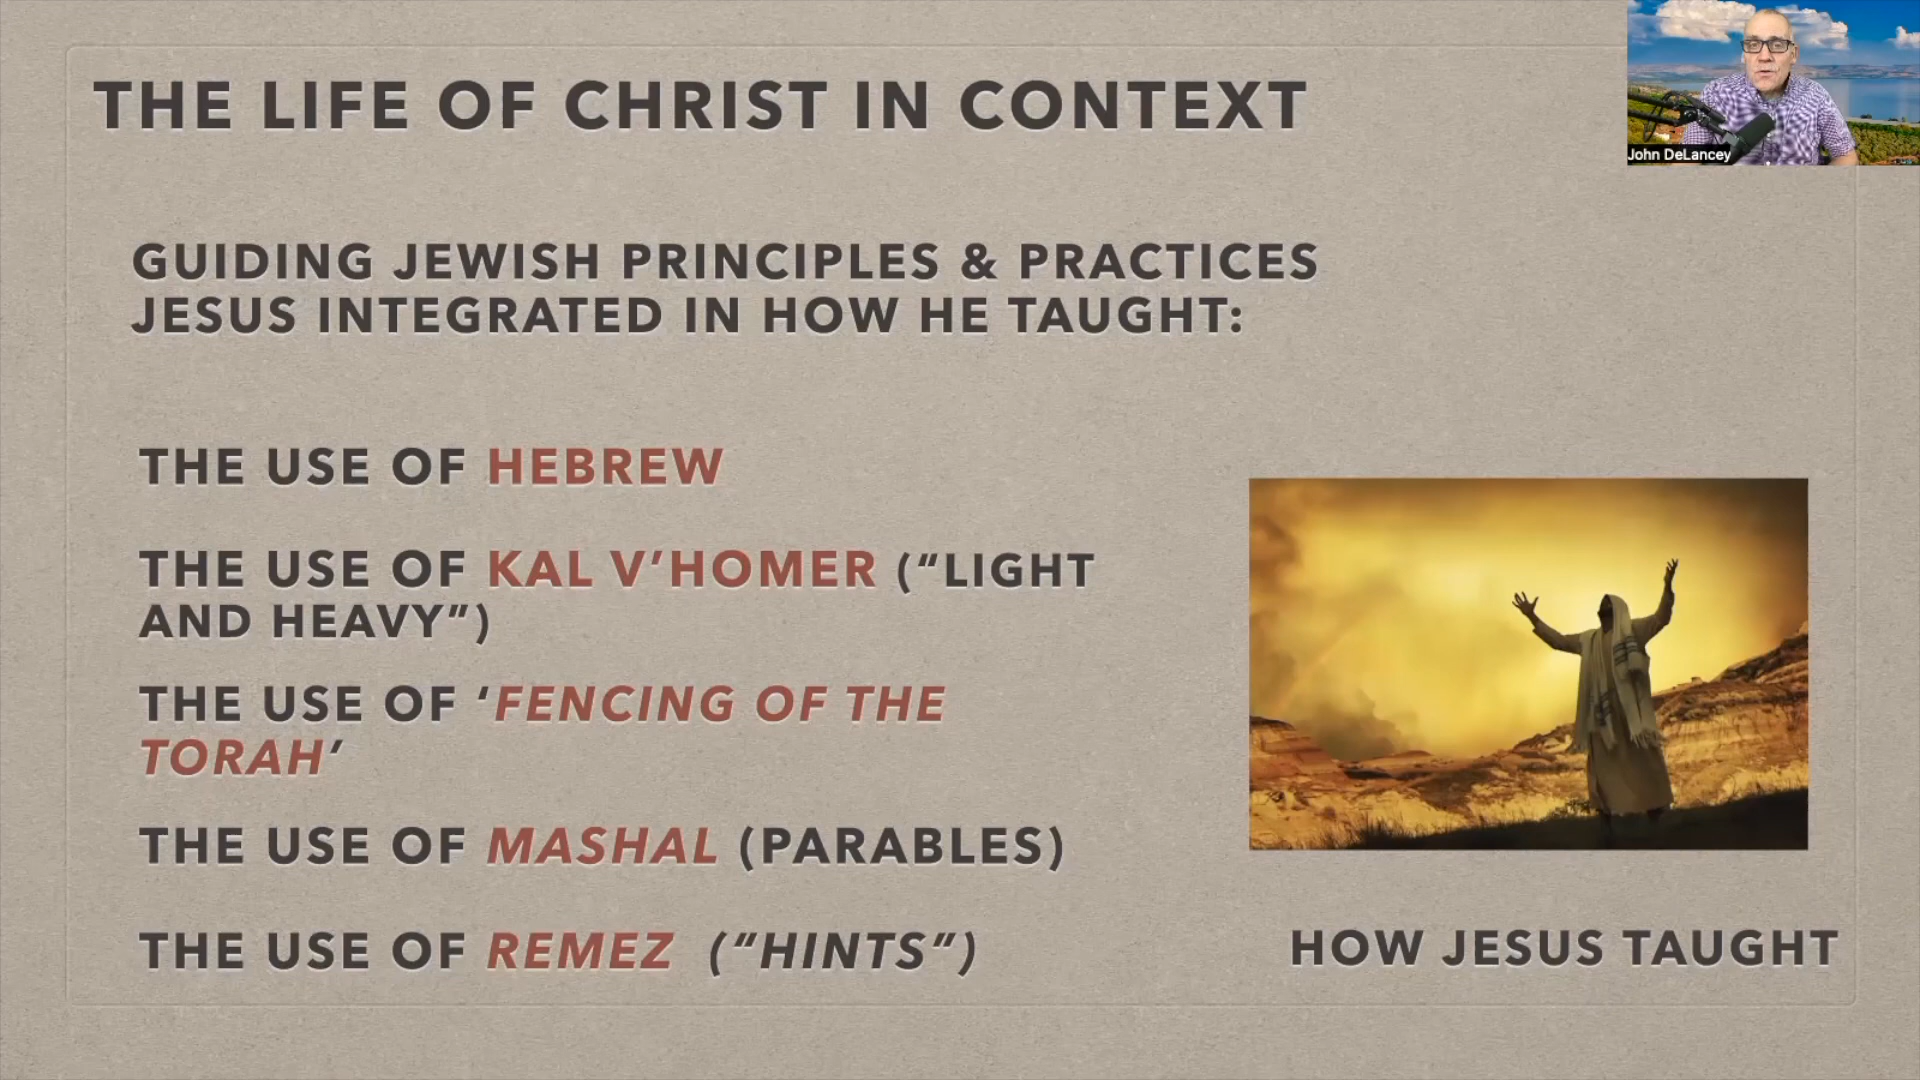 THE LIFE OF CHRIST IN CONTEXT
John DeLancey
GUIDING JEWISH PRINCIPLES & PRACTICES
JESUS INTEGRATED IN HOW HE TAUGHT:
THE USE OF HEBREW
THE USE OF KAL V’HOMER (“LIGHT
AND HEAVY”)
THE USE OF ‘FENCING OF THE
TORAH’
THE USE OF MASHAL (PARABLES)
THE USE OF REMEZ (“HINTS”)
HOW JESUS TAUGHT